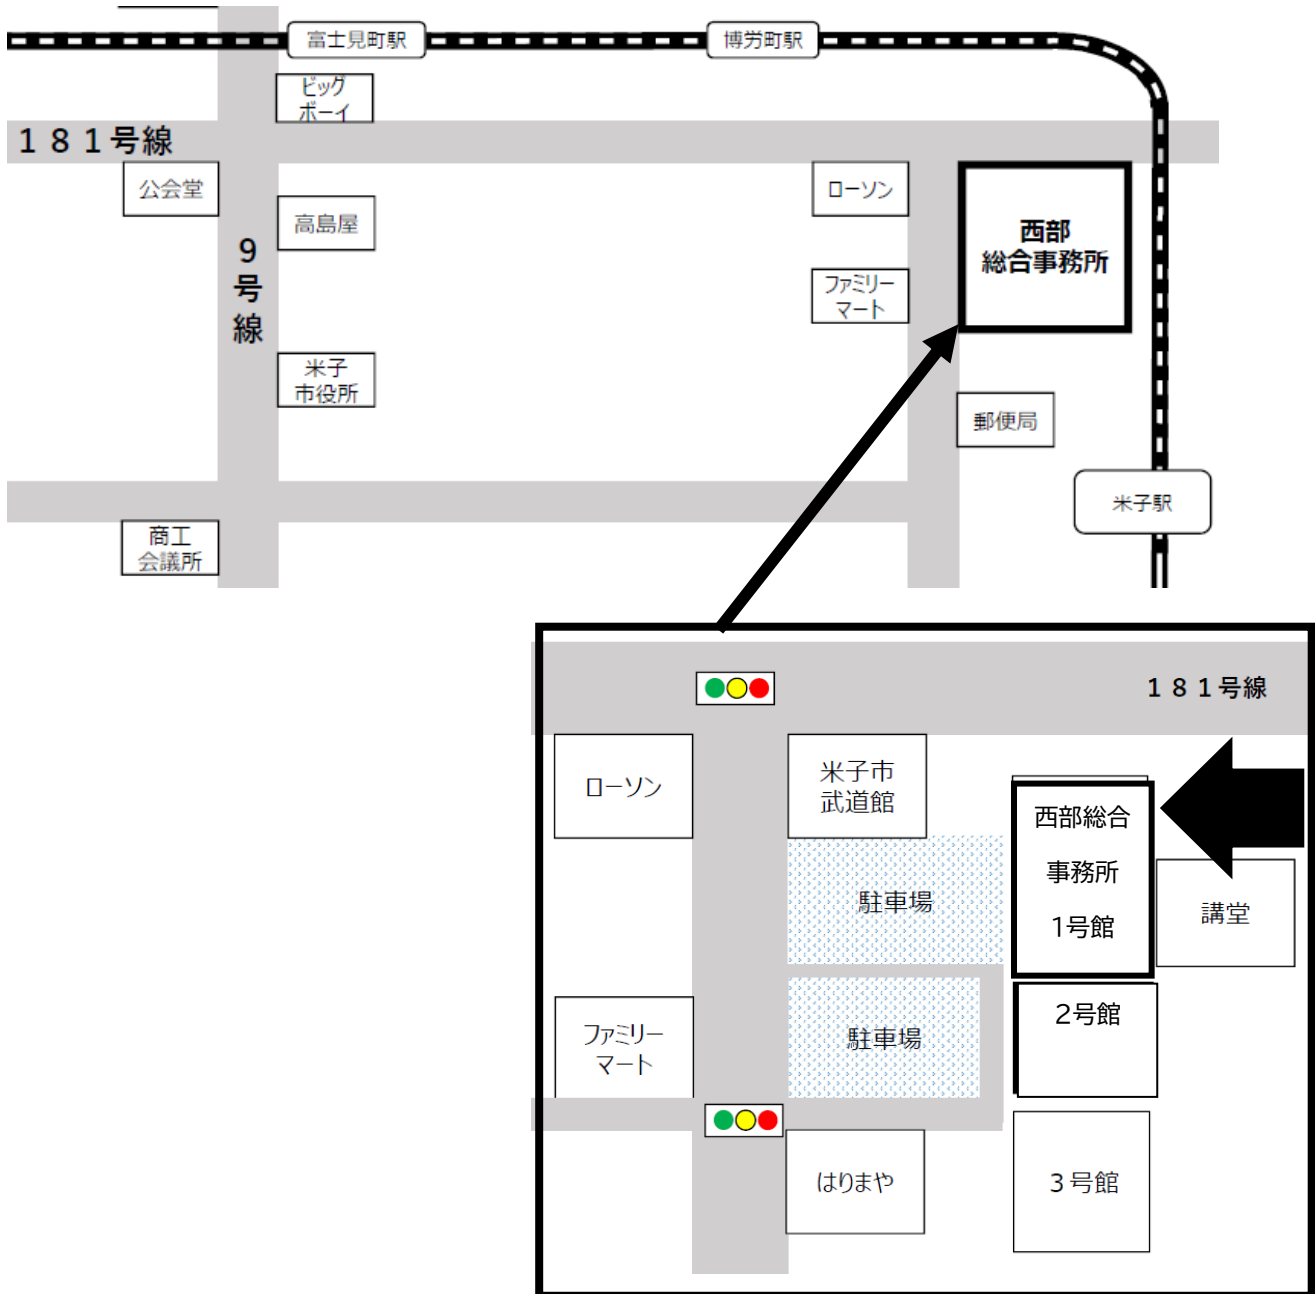 富士見町駅
博労町駅
ビッグ
ボーイ
１８１号線
公会堂
高島屋
ローソン
西部
総合事務所
9
号
線
ファミリー
マート
米子
市役所
郵便局
米子駅
商工
会議所
１８１号線
ローソン
米子市
武道館
西部総合
事務所
1号館
駐車場
講堂
ファミリー
マート
駐車場
2号館
はりまや
３号館